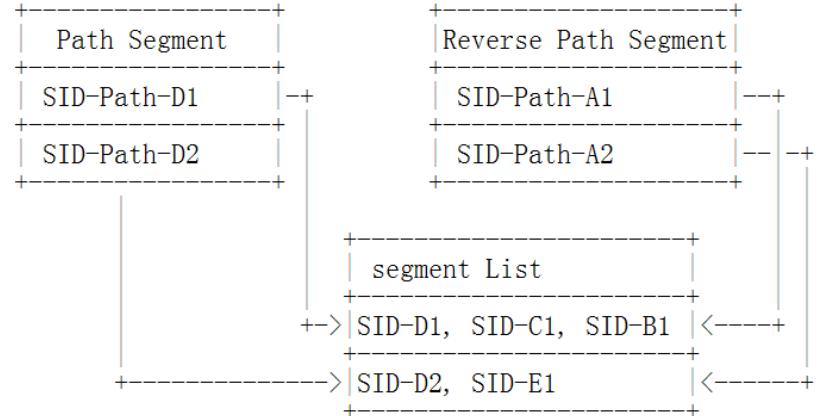 Path Segment
Reverse Path Segment
SID-Path-D1
SID-Path-A1
SID-Path-D2
SID-Path-A2
segment List
SID-D1, SID-C1, SID-B1
SID-D2, SID-E1